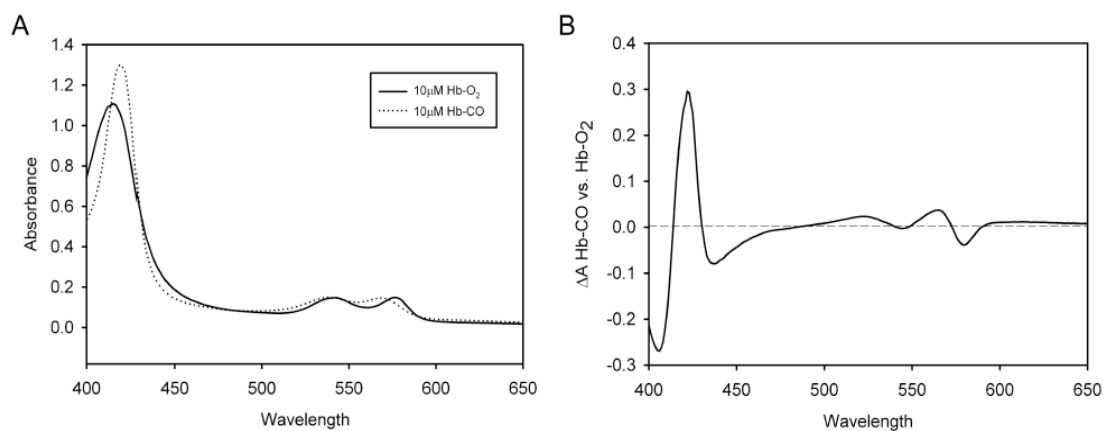 A
1.4
1.2
1.0
0.8
0.6
0.4
0.2
0.0
Absorbance
10μM Hb-O2
10μM Hb-CO
400 450 500 550 600 650
Wavelength
B
0.4
0.3
0.2
0.1
0.0
-0.1
-0.2
-0.3
ΔA Hb-CO vs. Hb-O2
400 450 500 550 600 650
Wavelength